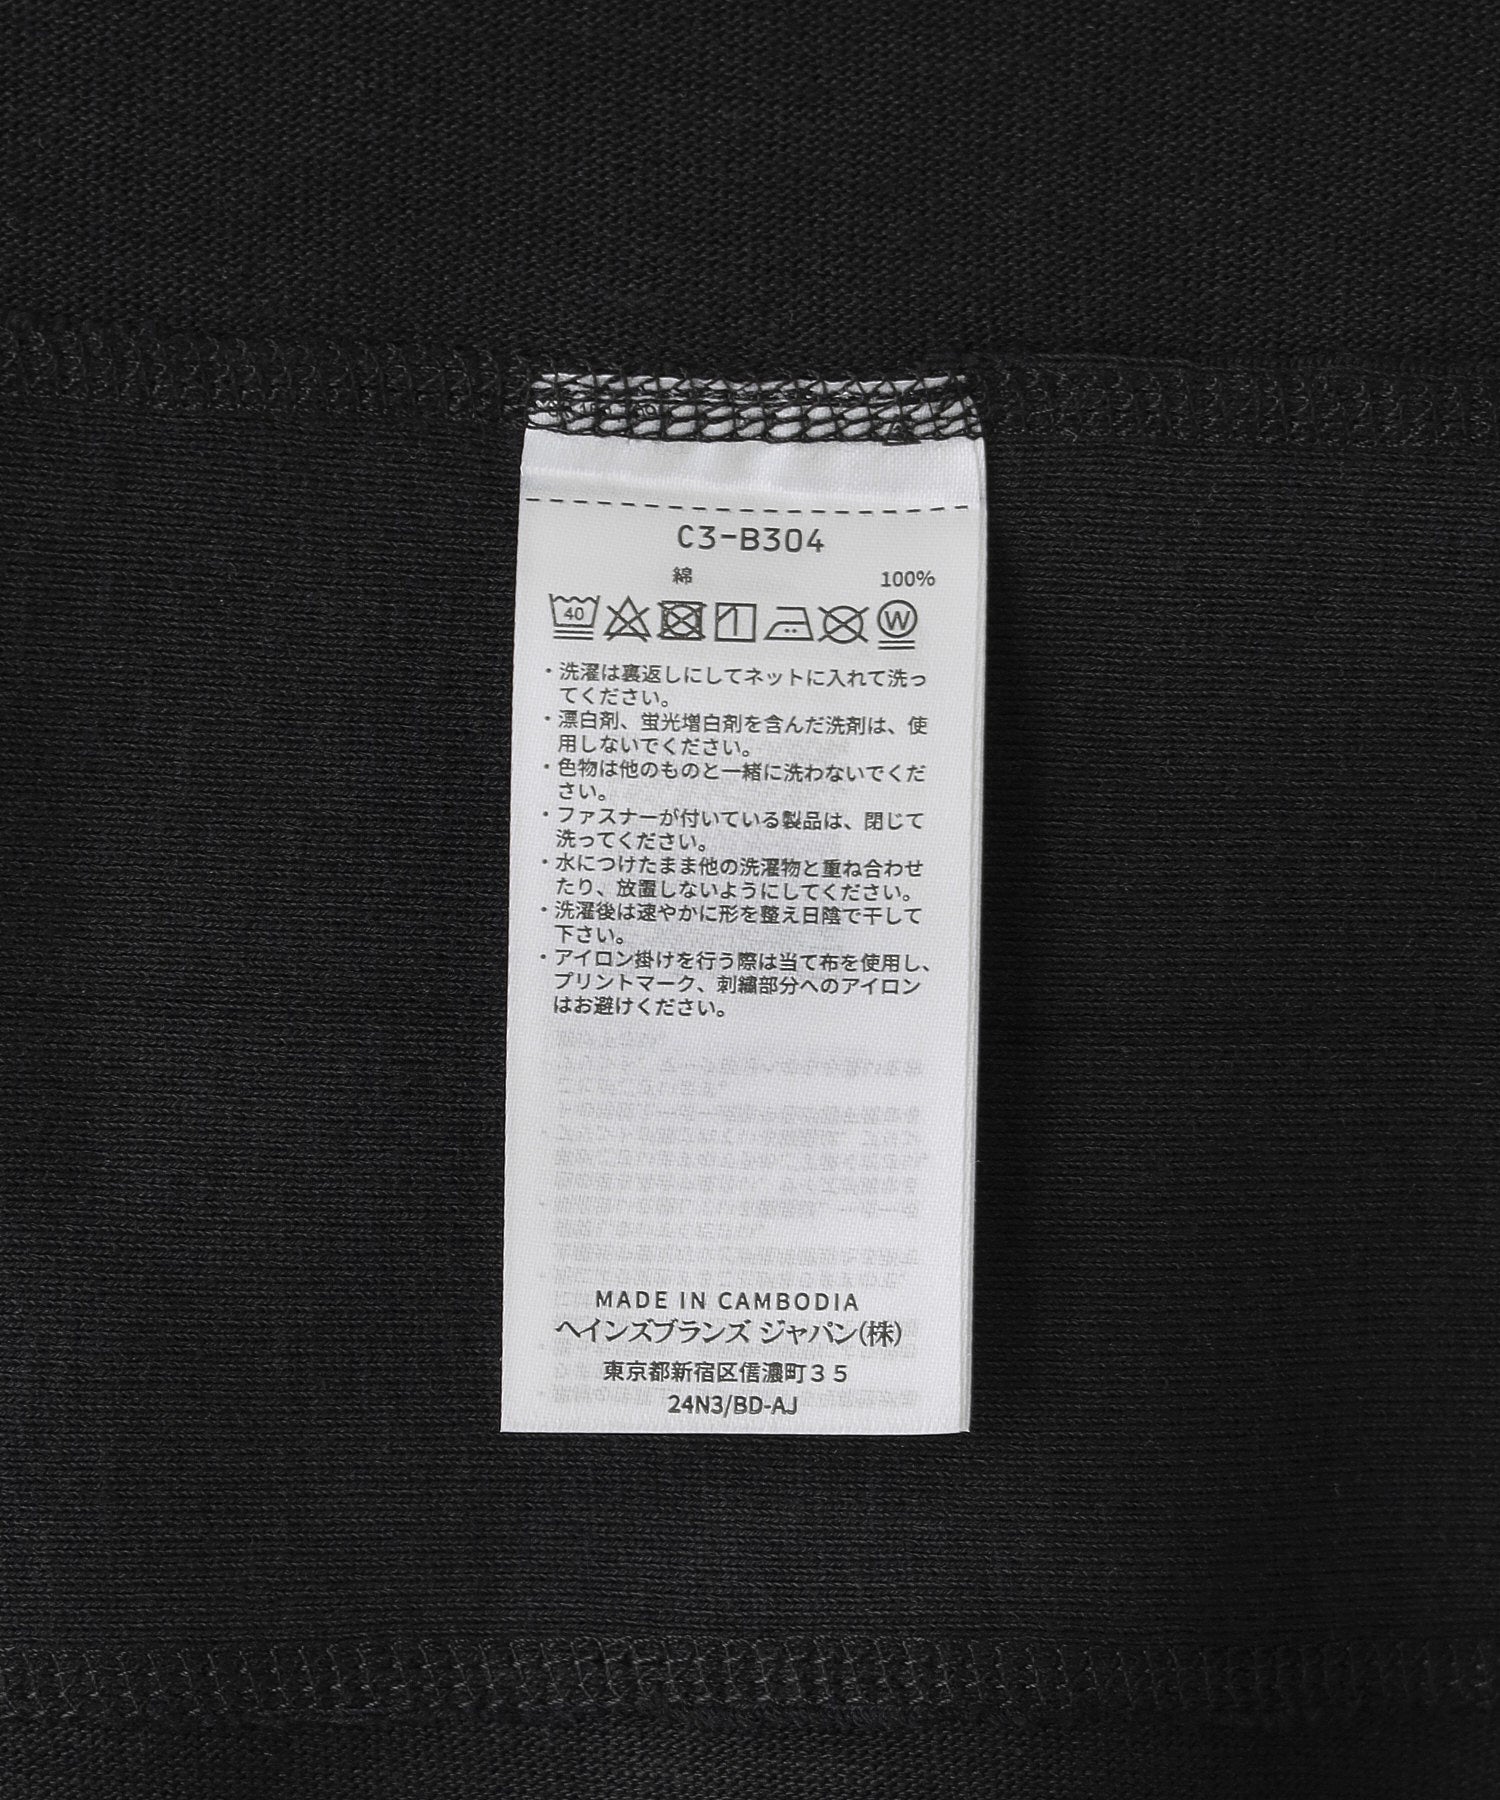 C3-B304
綿 100%
40 W
・洗濯は裏返しにしてネットに入れて洗っ
てください。
・漂白剤、蛍光増白剤を含んだ洗剤は、使
用しないでください。
・色物は他のものと一緒に洗わないでくだ
さい。
・ファスナーが付いている製品は、閉じて
洗ってください。
・水につけたまま他の洗濯物と重ね合わせ
たり、放置しないようにしてください。
・洗濯後は速やかに形を整え日陰で干して
下さい。
・アイロン掛けを行う際は当て布を使用し、
プリントマーク、刺繍部分へのアイロン
はお避けください。
MADE IN CAMBODIA
ヘインズブランズ ジャパン(株)
東京都新宿区信濃町３５
24N3/BD-AJ